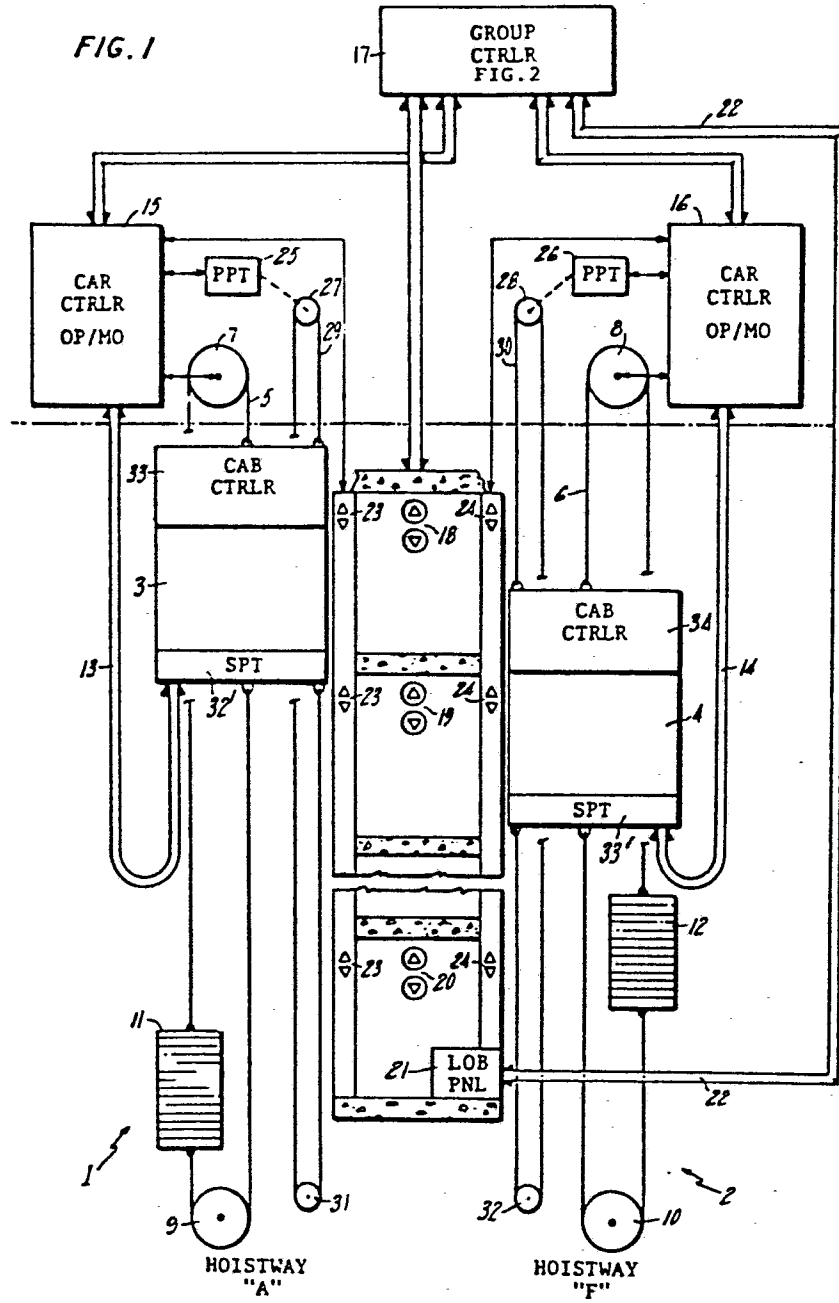 FIG. 1
17
GROUP
CTRLR
FIG. 2
22
15
CAR
CTRLR
OP/MO
25
PPT
27
7
29
5
16
CAR
CTRLR
OP/MO
26
PPT
28
8
30
6
33
CAB
CTRLR
3
SPT
32'
13
23
18
24
23
19
24
23
20
24
CAB
CTRLR
34
4
SPT
33'
14
12
11
21
LOB
PNL
22
1
2
9
31
32
10
HOISTWAY
"A"
HOISTWAY
"F"